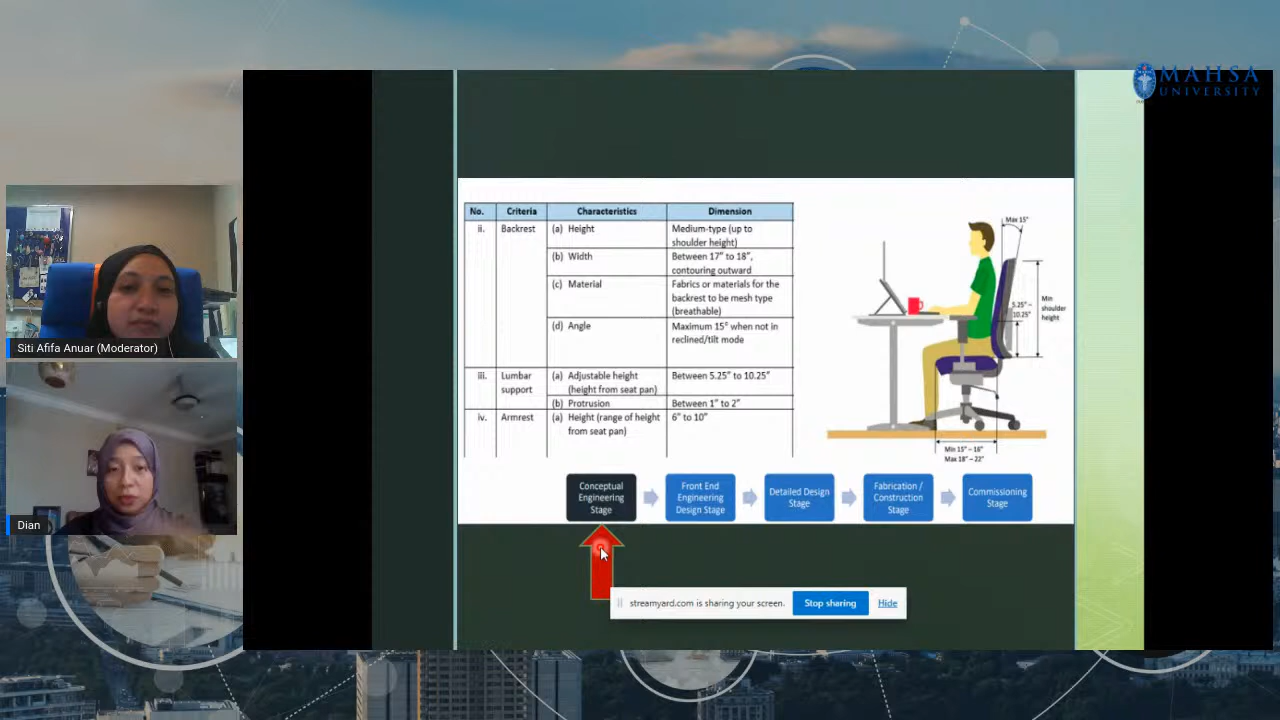 MAHSA
UNIVERSITY
Siti Afifa Anuar (Moderator)
Dian
No. Criteria Characteristics Dimension
ii. Backrest (a) Height Medium-type (up to
shoulder height)
(b) Width Between 17" to 18",
contouring outward
(c) Material Fabrics or materials for the
backrest to be mesh type
(breathable)
(d) Angle Maximum 15° when not in
reclined/tilt mode
iii. Lumbar (a) Adjustable height Between 5.25" to 10.25"
support (height from seat pan)
(b) Protrusion Between 1" to 2"
iv. Armrest (a) Height (range of height 6" to 10"
from seat pan)
Max 15°
5.25" –
10.25"
Min
shoulder
height
Min 15" – 16"
Max 18" – 22"
Conceptual
Engineering
Stage
Front End
Engineering
Design Stage
Detailed Design
Stage
Fabrication /
Construction
Stage
Commissioning
Stage
streamyard.com is sharing your screen.
Stop sharing
Hide